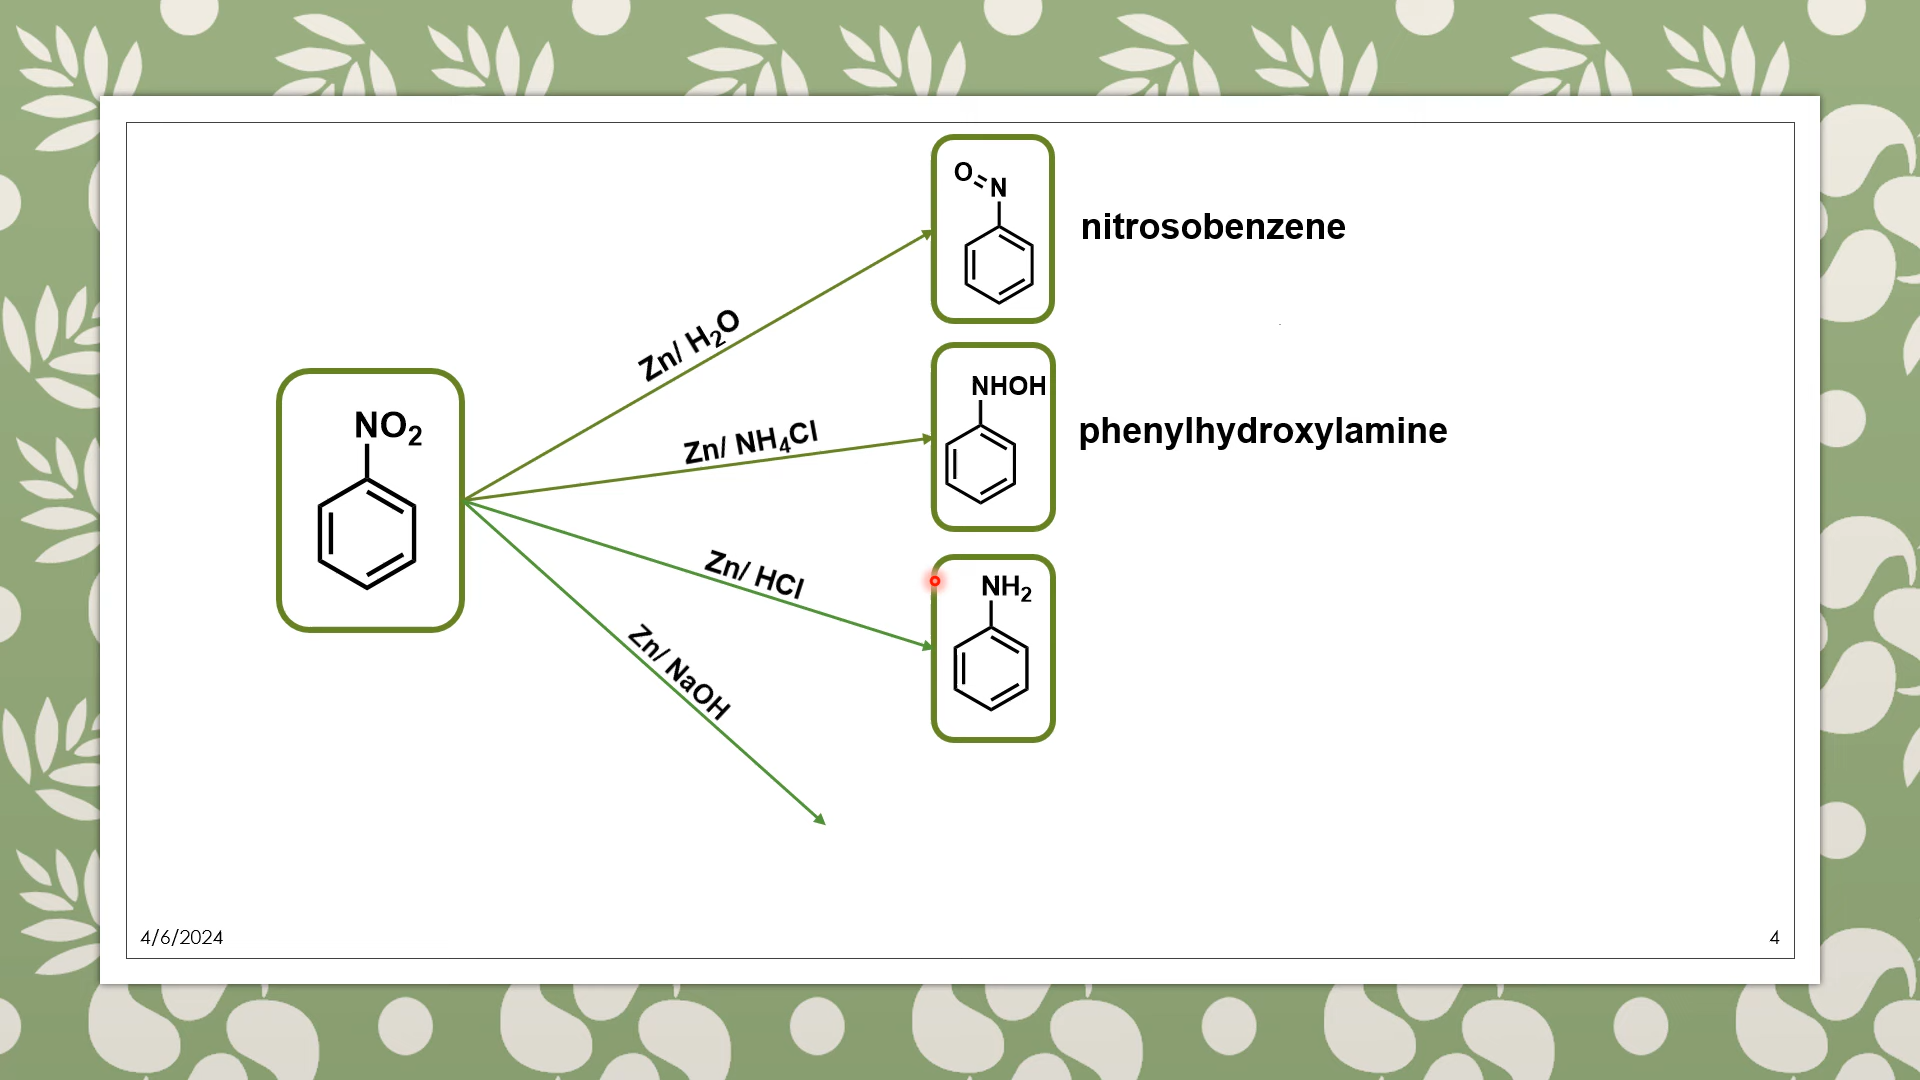 O=N
nitrosobenzene
Zn/ H₂O
NHOH
phenylhydroxylamine
NO₂
Zn/ NH₄Cl
Zn/ HCl
NH₂
Zn/ NaOH
4/6/2024
4